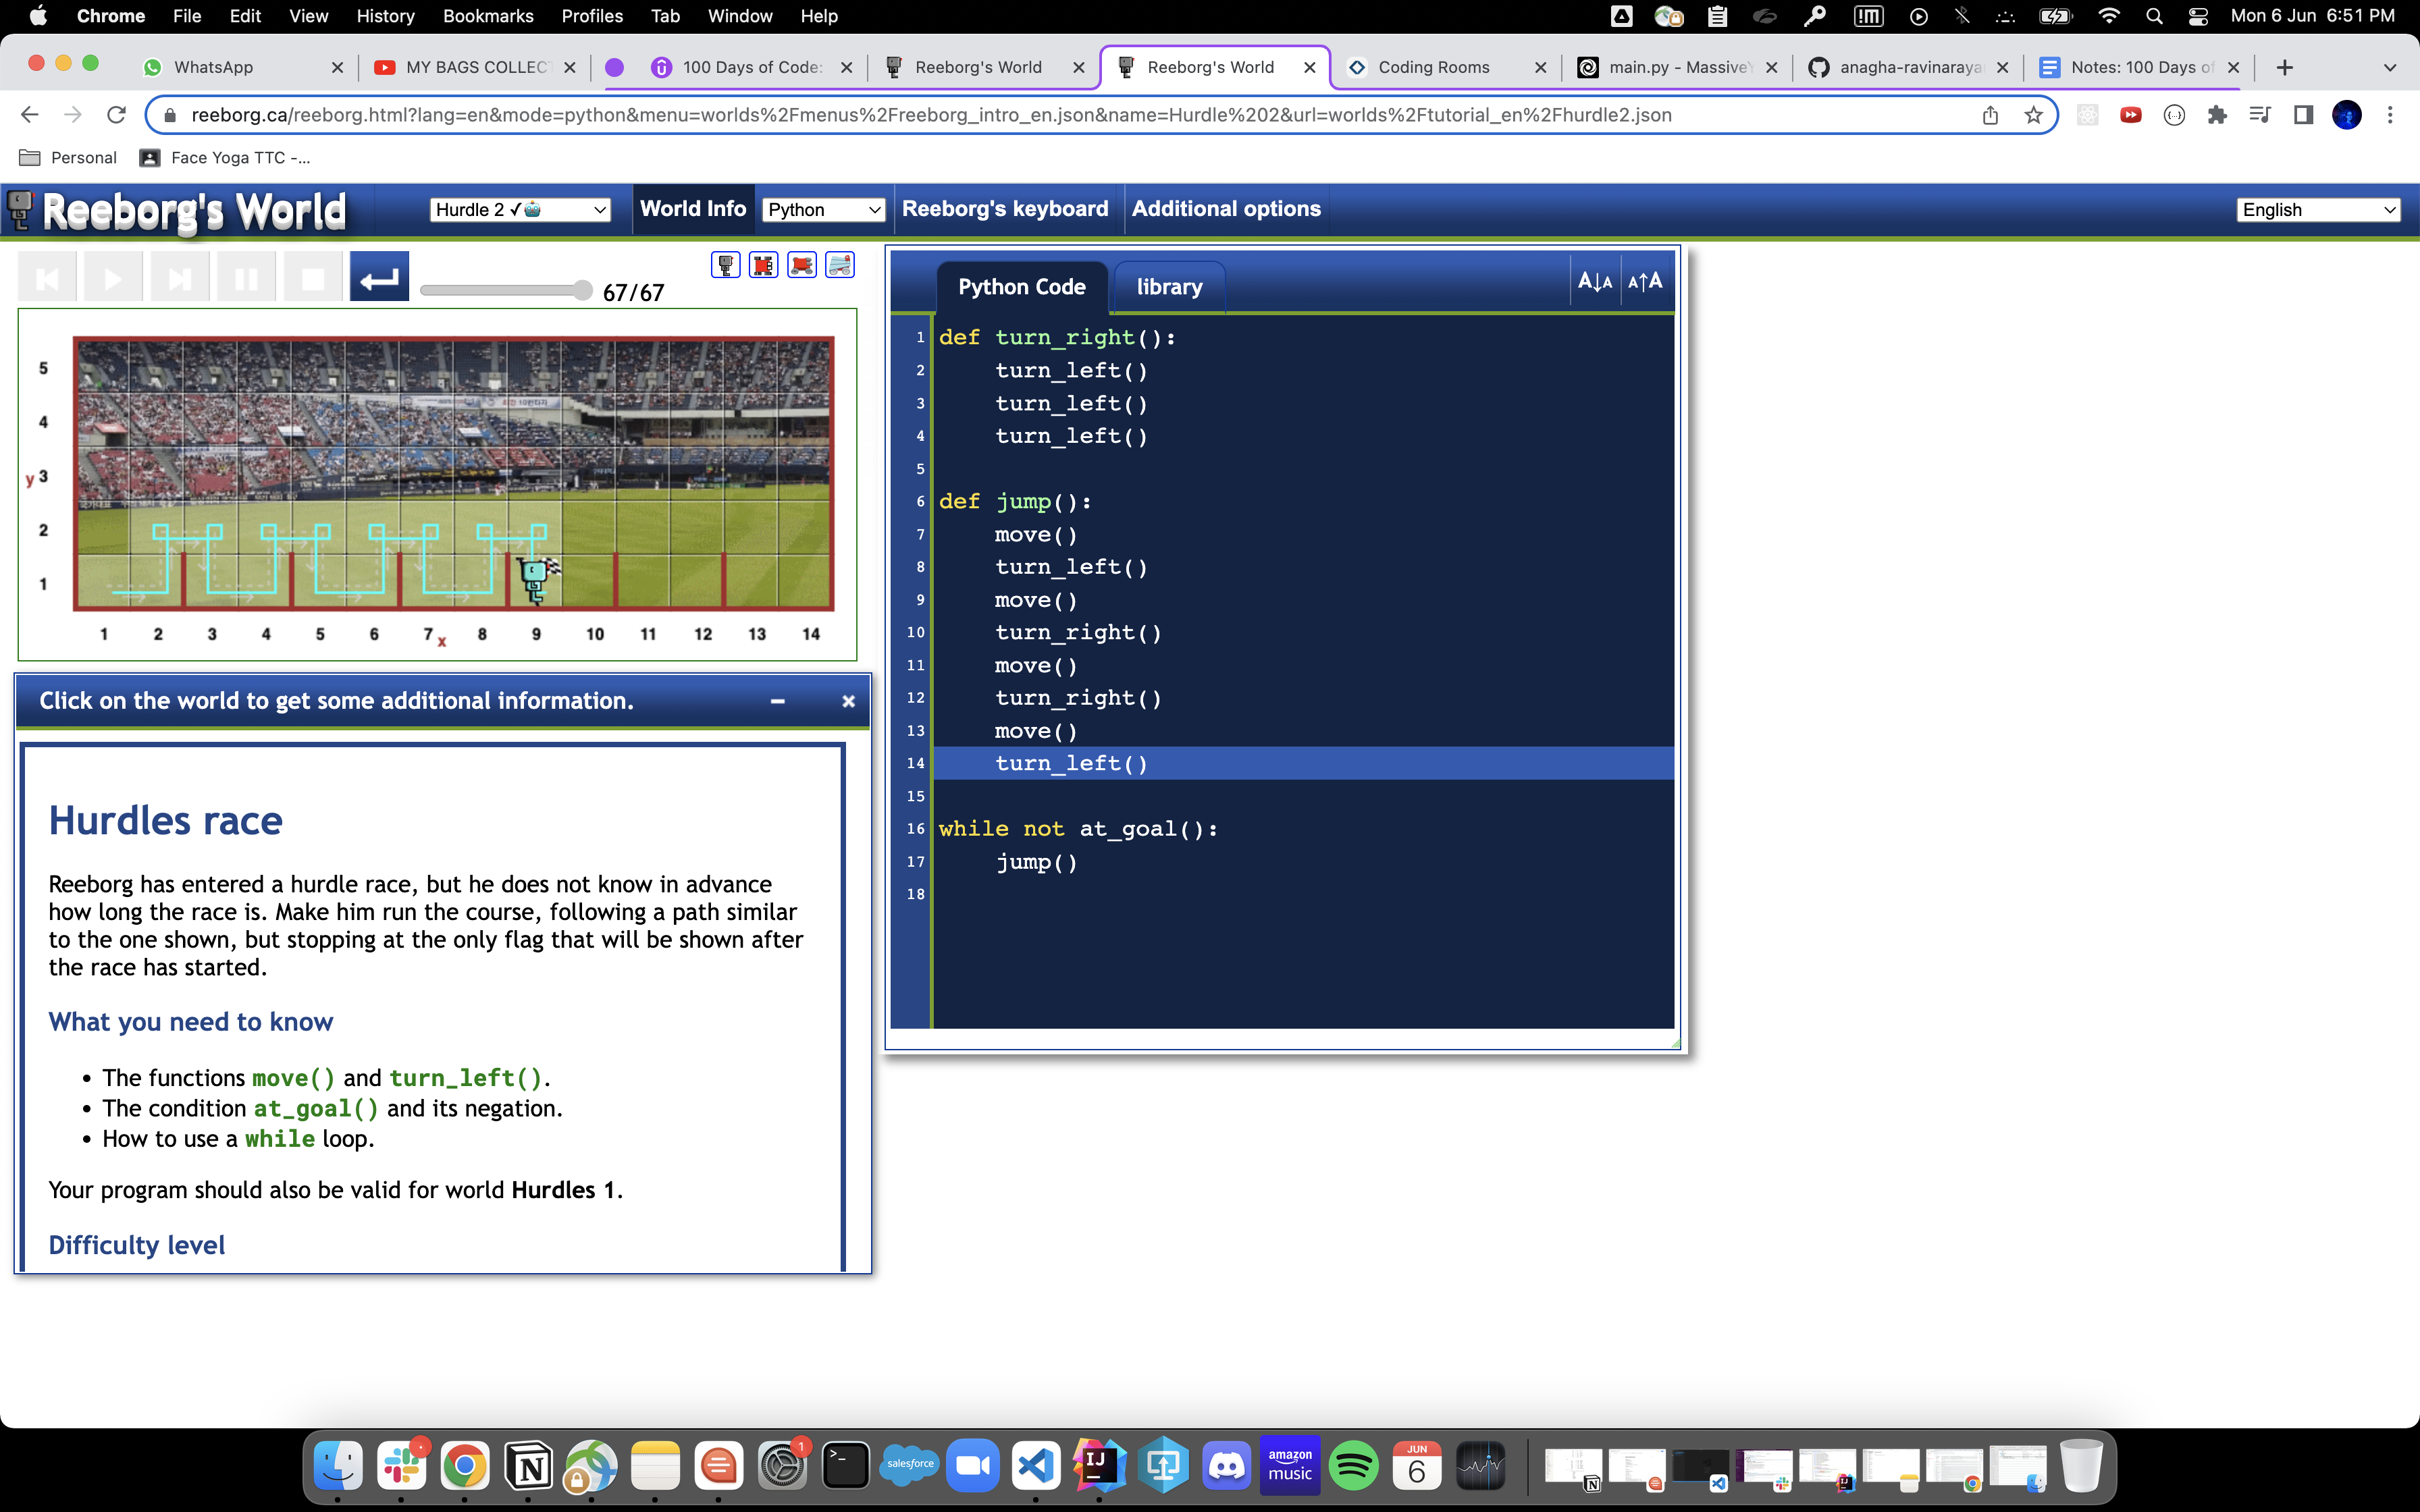 Chrome File Edit View History Bookmarks Profiles Tab Window Help Mon 6 Jun 6:51 PM
WhatsApp MY BAGS COLLEC 100 Days of Code: Reeborg's World Reeborg's World Coding Rooms main.py - Massive anagha-ravinaraya Notes: 100 Days of
reeborg.ca/reeborg.html?lang=en&mode=python&menu=worlds%2Fmenus%2Freeborg_intro_en.json&name=Hurdle%202&url=worlds%2Ftutorial_en%2Fhurdle2.json
Personal Face Yoga TTC -...
Reeborg's World Hurdle 2 ✓ World Info Python Reeborg's keyboard Additional options English
67/67
5
4
y 3
2
1
1 2 3 4 5 6 7 x 8 9 10 11 12 13 14
Click on the world to get some additional information.
Hurdles race
Reeborg has entered a hurdle race, but he does not know in advance
how long the race is. Make him run the course, following a path similar
to the one shown, but stopping at the only flag that will be shown after
the race has started.
What you need to know
• The functions move() and turn_left().
• The condition at_goal() and its negation.
• How to use a while loop.
Your program should also be valid for world Hurdles 1.
Difficulty level
Python Code library A↓A A↑A
1 def turn_right():
2 turn_left()
3 turn_left()
4 turn_left()
5
6 def jump():
7 move()
8 turn_left()
9 move()
10 turn_right()
11 move()
12 turn_right()
13 move()
14 turn_left()
15
16 while not at_goal():
17 jump()
18
1 >_ salesforce IJ amazon music JUN 6